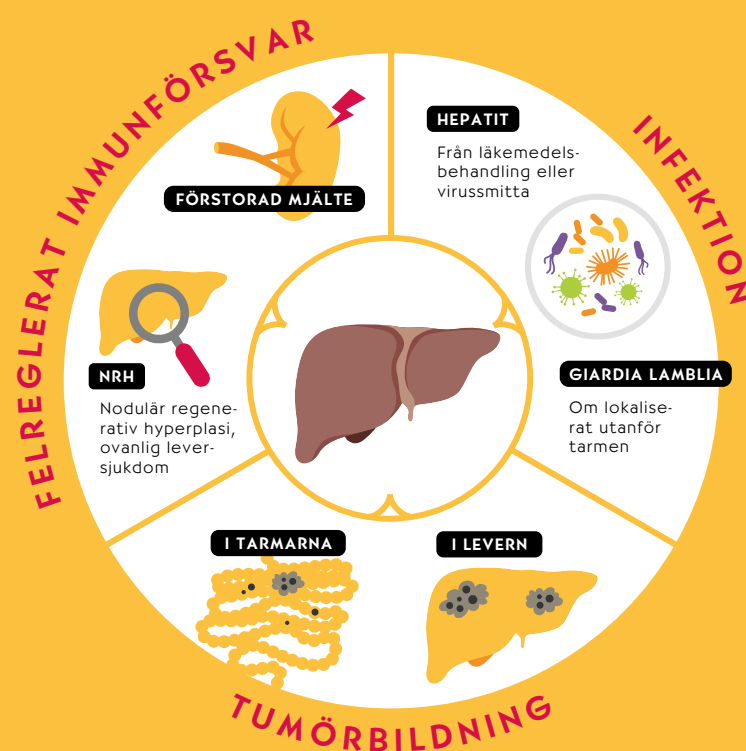 FELREGLERAT IMMUNFÖRSVAR
FÖRSTORAD MJÄLTE
NRH
Nodulär regene-
rativ hyperplasi,
ovanlig lever-
sjukdom
INFEKTION
HEPATIT
Från läkemedels-
behandling eller
virussmitta
GIARDIA LAMBLIA
Om lokalise-
rat utanför
tarmen
I TARMARNA
I LEVERN
TUMÖRBILDNING